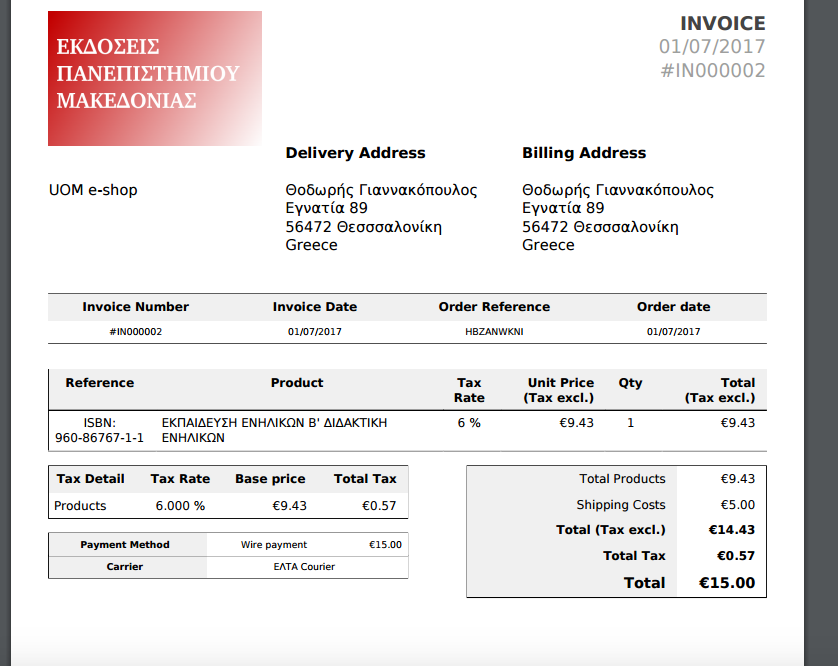 ΕΚΔΟΣΕΙΣ
ΠΑΝΕΠΙΣΤΗΜΙΟΥ
ΜΑΚΕΔΟΝΙΑΣ
INVOICE
01/07/2017
#IN000002
Delivery Address
Billing Address
UOM e-shop
Θοδωρής Γιαννακόπουλος
Εγνατία 89
56472 Θεσσσαλονίκη
Greece
Θοδωρής Γιαννακόπουλος
Εγνατία 89
56472 Θεσσσαλονίκη
Greece
Invoice Number Invoice Date Order Reference Order date
#IN000002 01/07/2017 HBZANWKNI 01/07/2017
Reference Product Tax Rate Unit Price (Tax excl.) Qty Total (Tax excl.)
ISBN: 960-86767-1-1 ΕΚΠΑΙΔΕΥΣΗ ΕΝΗΛΙΚΩΝ Β' ΔΙΔΑΚΤΙΚΗ ΕΝΗΛΙΚΩΝ 6 % €9.43 1 €9.43
Tax Detail Tax Rate Base price Total Tax
Products 6.000 % €9.43 €0.57
Payment Method Wire payment €15.00
Carrier ΕΛΤΑ Courier
Total Products €9.43
Shipping Costs €5.00
Total (Tax excl.) €14.43
Total Tax €0.57
Total €15.00